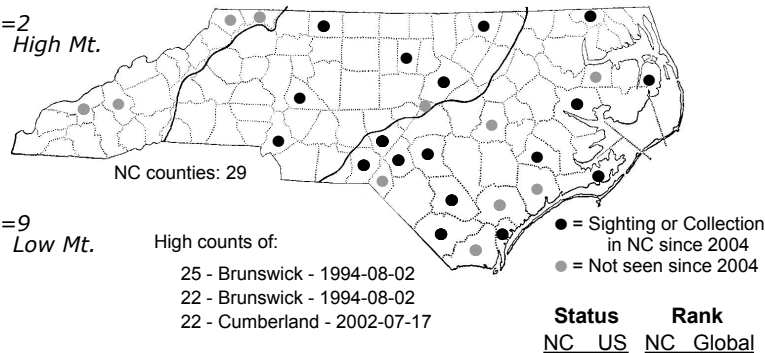 =2
High Mt.
NC counties: 29
=9
Low Mt.
High counts of:
25 - Brunswick - 1994-08-02
22 - Brunswick - 1994-08-02
22 - Cumberland - 2002-07-17
= Sighting or Collection
in NC since 2004
= Not seen since 2004
Status Rank
NC US NC Global